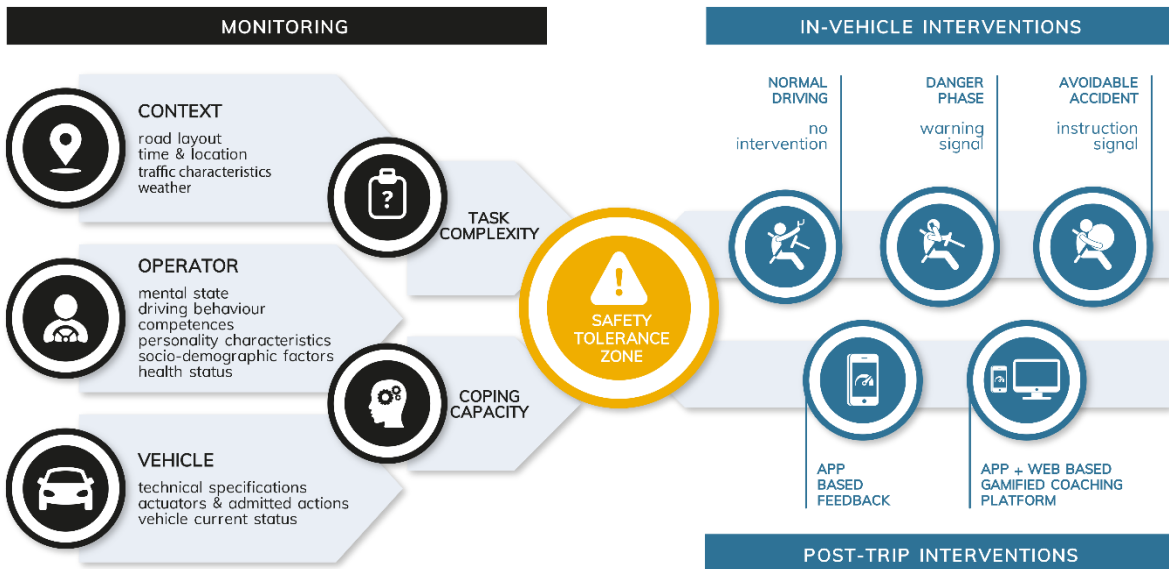 MONITORING
CONTEXT
road layout
time & location
traffic characteristics
weather
OPERATOR
mental state
driving behaviour
competences
personality characteristics
socio-demographic factors
health status
VEHICLE
technical specifications
actuators & admitted actions
vehicle current status
?
TASK
COMPLEXITY
COPING
CAPACITY
!
SAFETY
TOLERANCE
ZONE
IN-VEHICLE INTERVENTIONS
NORMAL
DRIVING
no
intervention
DANGER
PHASE
warning
signal
AVOIDABLE
ACCIDENT
instruction
signal
APP
BASED
FEEDBACK
APP + WEB BASED
GAMIFIED COACHING
PLATFORM
POST-TRIP INTERVENTIONS